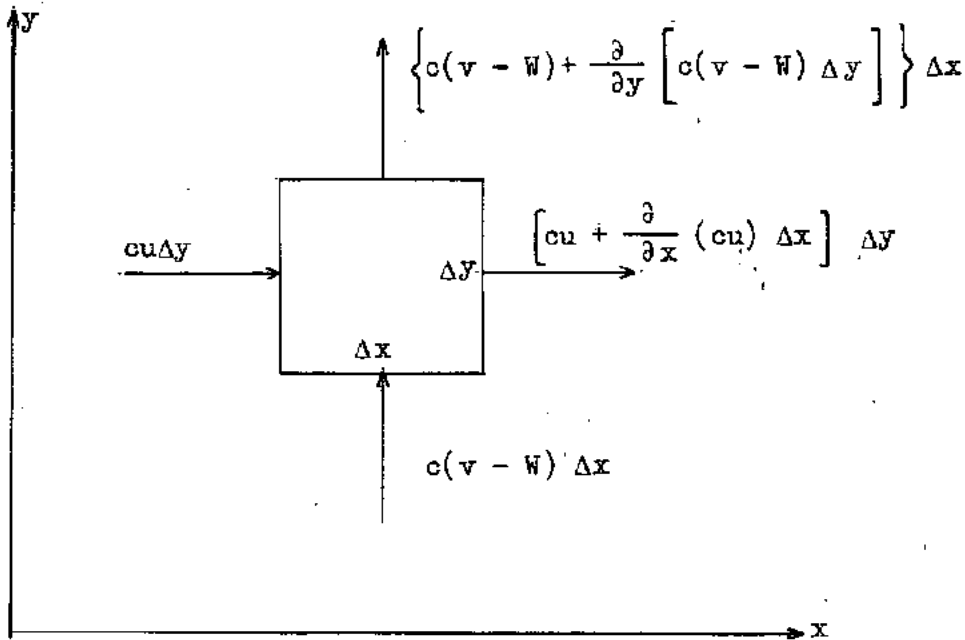 y
{c(v - W) + ∂/∂y [c(v - W) Δy]} Δx
cuΔy
[cu + ∂/∂x (cu) Δx] Δy
Δy
Δx
c(v - W) Δx
x